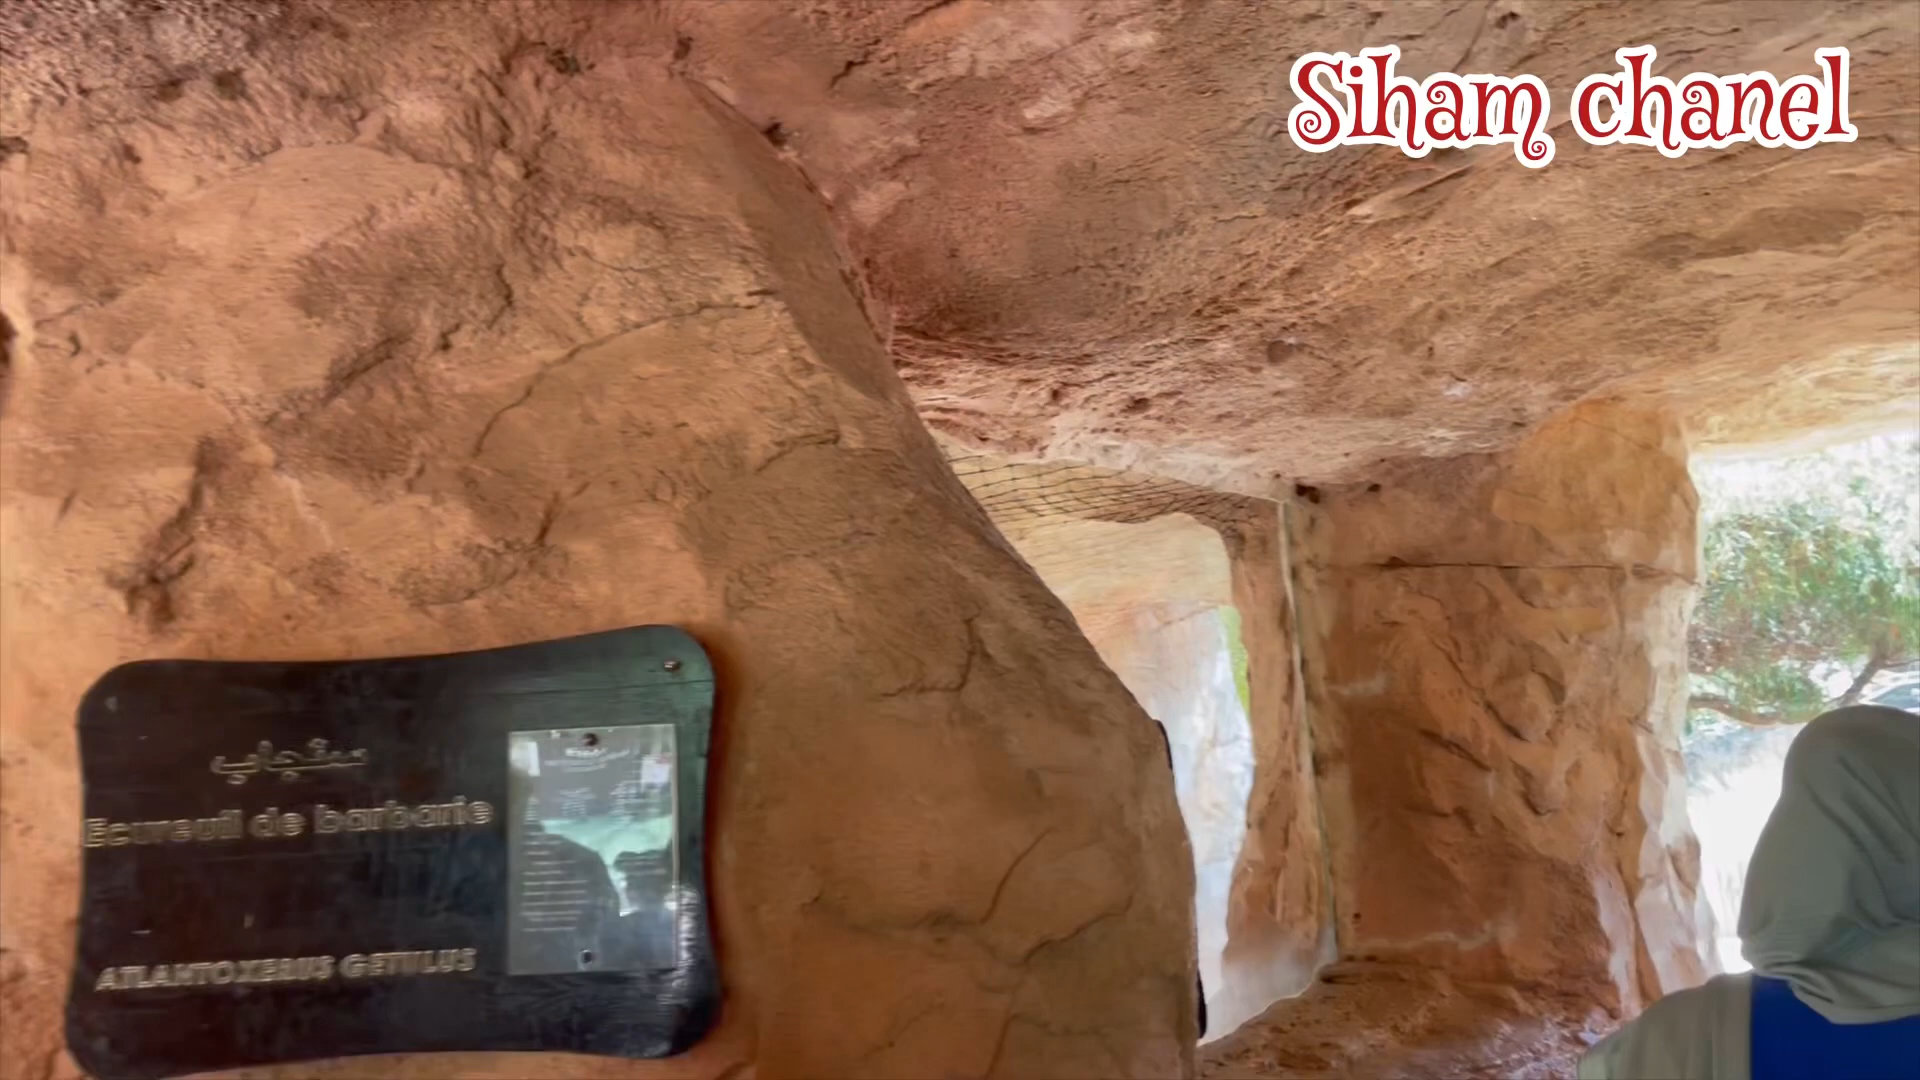 Siham chanel
سنجاب
Ecureuil de barbarie
ATLANTOXERUS GETULUS